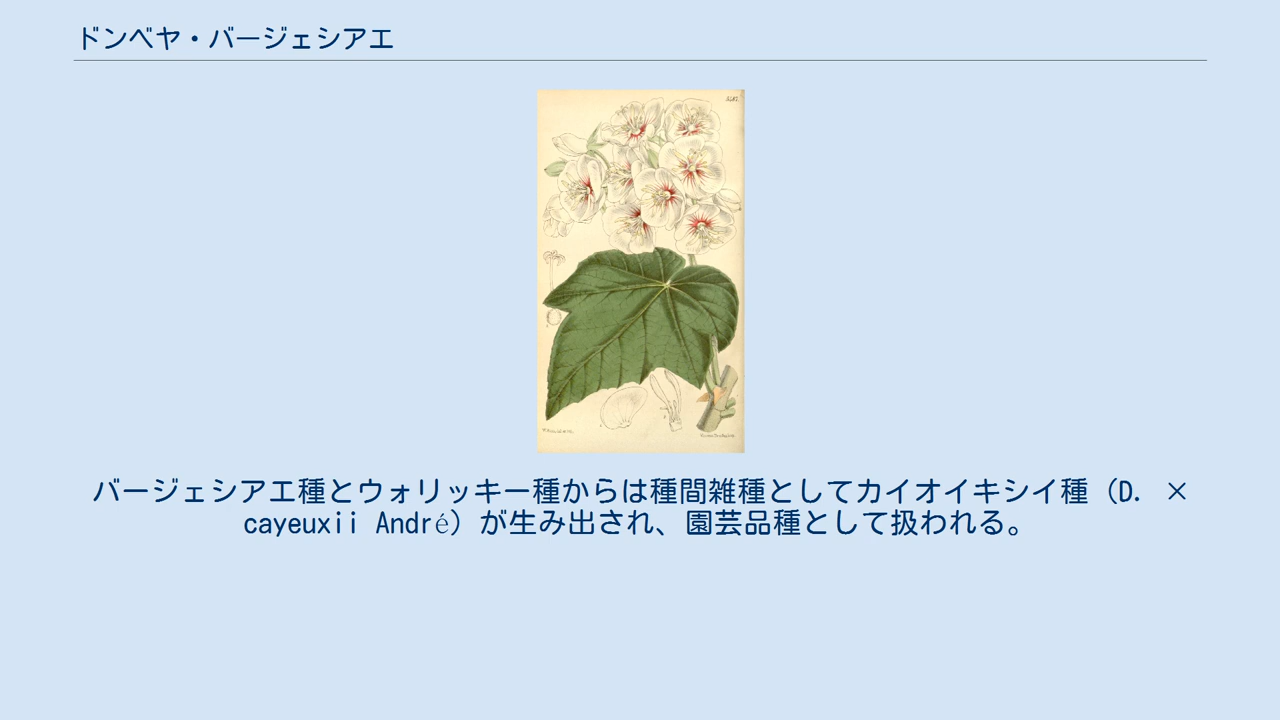 ドンベヤ・バージェシアエ
バージェシアエ種とウォリッキー種からは種間雑種としてカイオイキシイ種（D. ×
cayeuxii André）が生み出され、園芸品種として扱われる。